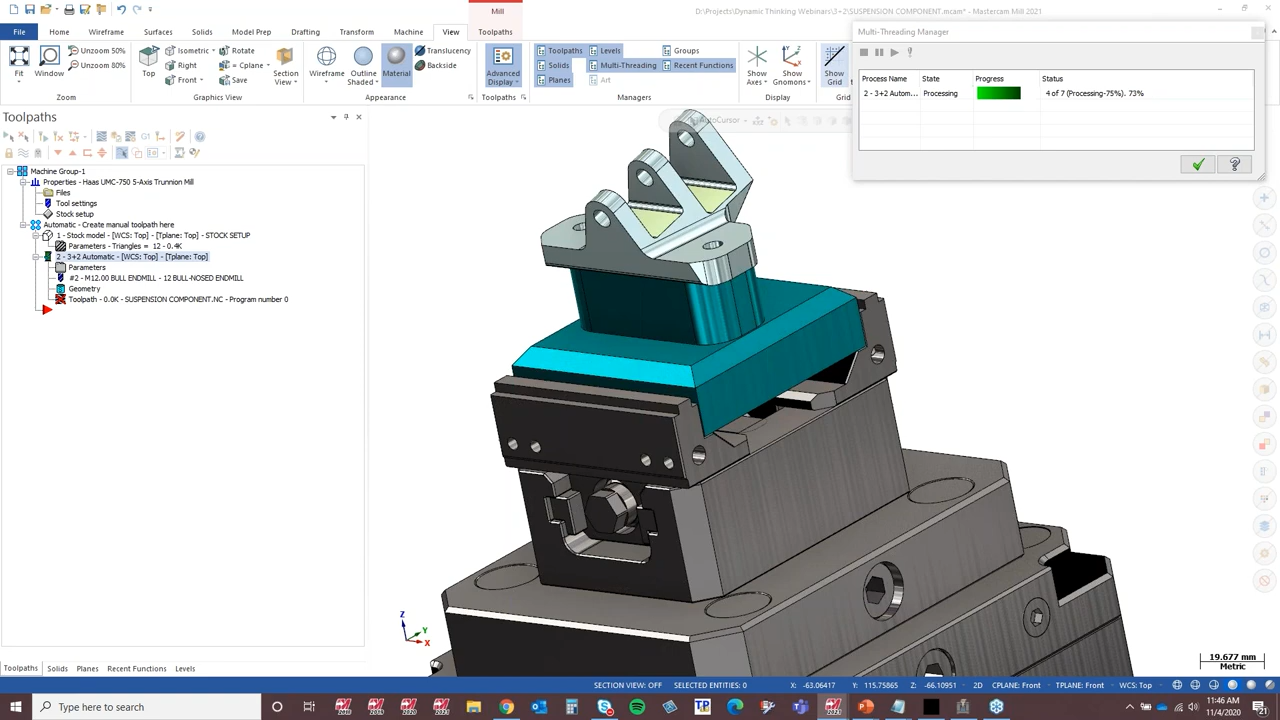 Mill
D:\Projects\Dynamic Thinking Webinars\3+2\SUSPENSION COMPONENT.mcam* - Mastercam Mill 2021
File Home Wireframe Surfaces Solids Model Prep Drafting Transform Machine View Toolpaths
Multi-Threading Manager
Fit
Window
Unzoom 50%
Unzoom 80%
Zoom
Top
Isometric
Right
Front
Rotate
= Cplane
Save
Section View
Graphics View
Wireframe
Outline Shaded
Material
Translucency
Backside
Appearance
Advanced Display
Toolpaths
Toolpaths
Solids
Planes
Levels
Multi-Threading
Art
Groups
Recent Functions
Managers
Show Axes
Show Gnomons
Display
Show Grid
Process Name State Progress Status
2 - 3+2 Autom... Processing 4 of 7 (Processing-75%). 73%
AutoCursor
Toolpaths
Machine Group-1
Properties - Haas UMC-750 5-Axis Trunnion Mill
Files
Tool settings
Stock setup
Automatic - Create manual toolpath here
1 - Stock model - [WCS: Top] - [Tplane: Top] - STOCK SETUP
Parameters - Triangles = 12 - 0.4K
2 - 3+2 Automatic - [WCS: Top] - [Tplane: Top]
Parameters
#2 - M12.00 BULL ENDMILL - 12 BULL-NOSED ENDMILL
Geometry
Toolpath - 0.0K - SUSPENSION COMPONENT.NC - Program number 0
Z
Y
X
19.677 mm
Metric
Toolpaths Solids Planes Recent Functions Levels
SECTION VIEW: OFF SELECTED ENTITIES: 0 X: -63.06417 Y: 115.75865 Z: -66.10951 2D CPLANE: Front TPLANE: Front WCS: Top
Type here to search
11:46 AM
11/4/2020